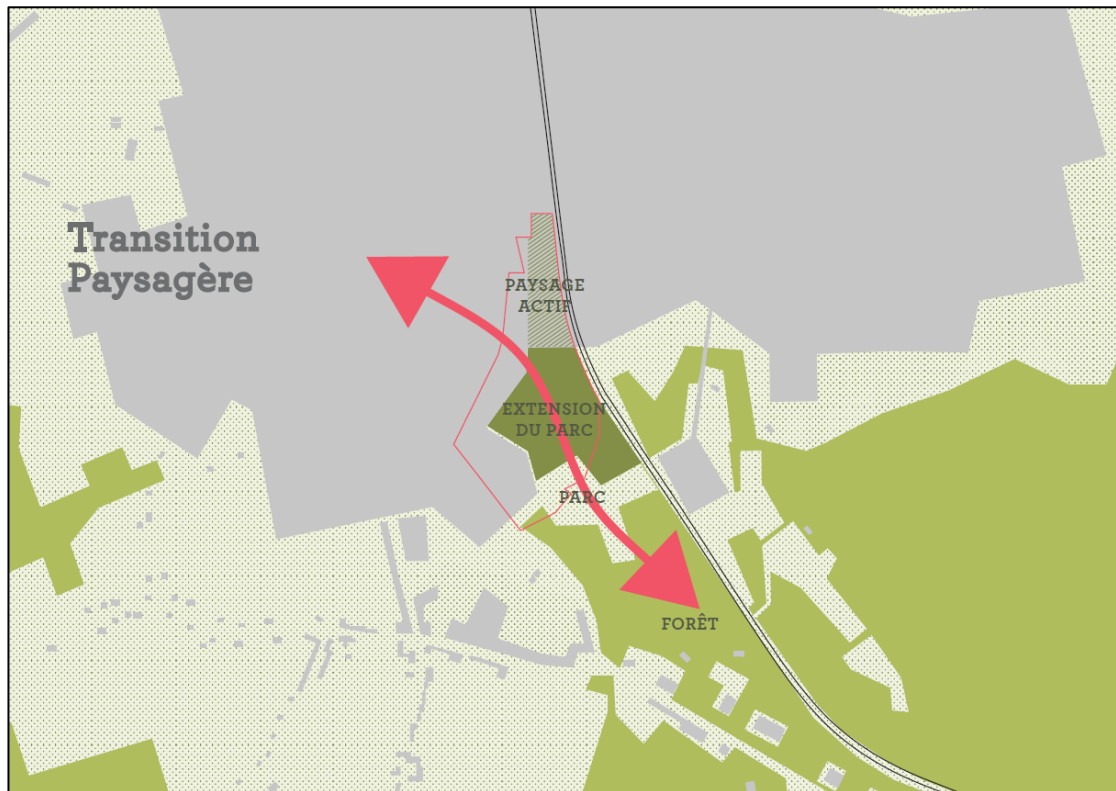 Transition
Paysagère
PAYSAGE
ACTIF
EXTENSION
DU PARC
PARC
FORÊT